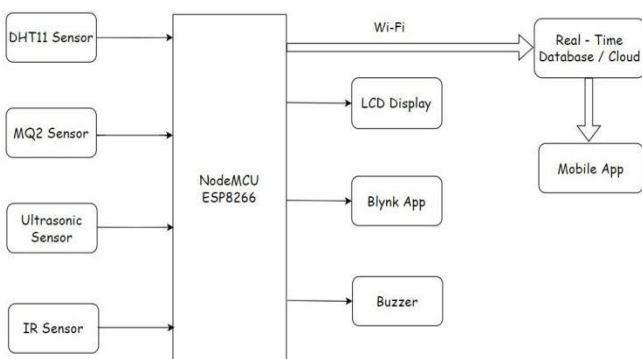 DHT11 Sensor
MQ2 Sensor
Ultrasonic
Sensor
IR Sensor
NodeMCU
ESP8266
Wi-Fi
LCD Display
Blynk App
Buzzer
Real - Time
Database / Cloud
Mobile App